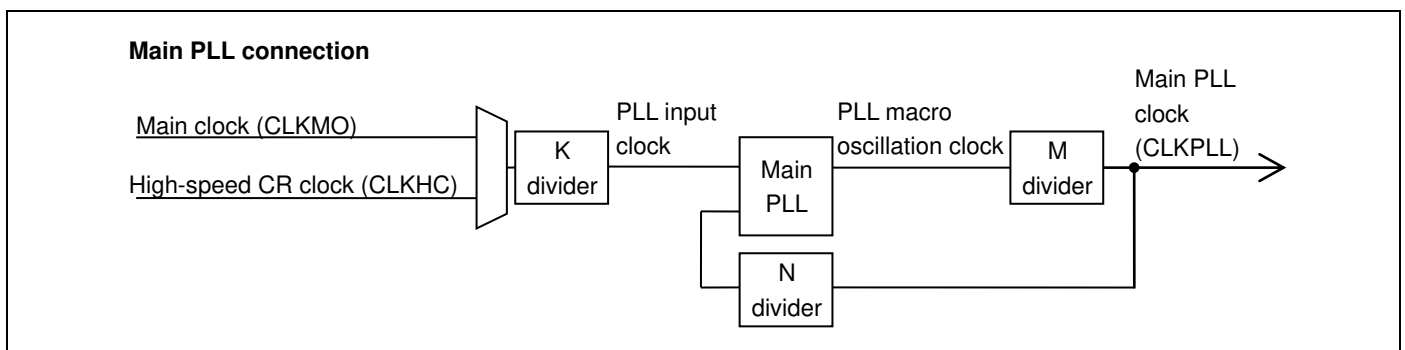 Main PLL connection
Main clock (CLKMO)
High-speed CR clock (CLKHC)
K
divider
PLL input
clock
Main
PLL
PLL macro
oscillation clock
M
divider
Main PLL
clock
(CLKPLL)
N
divider